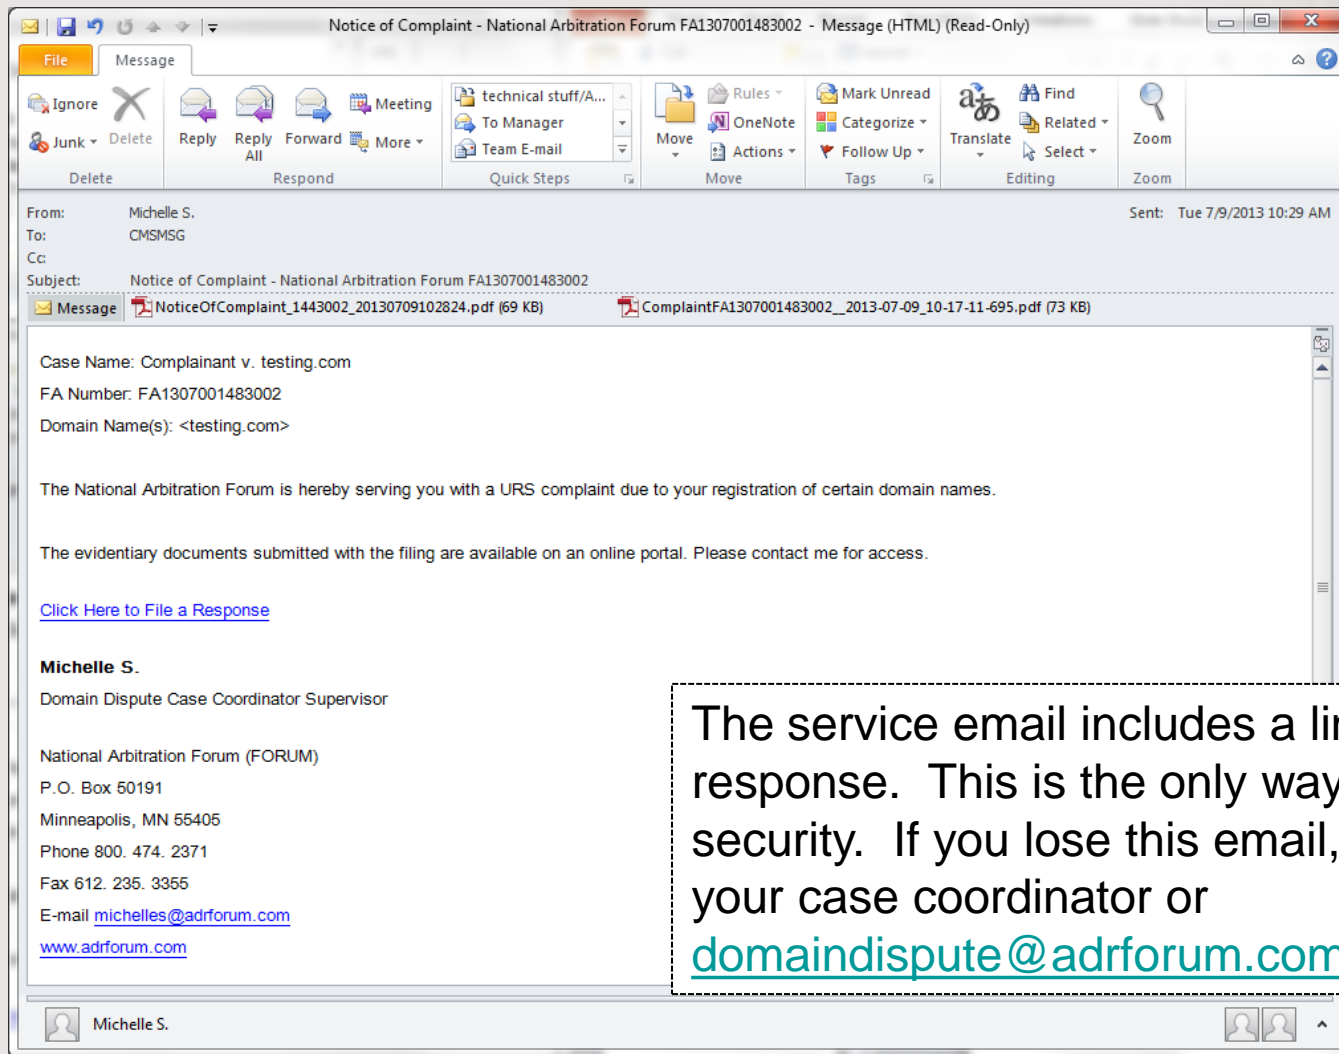 Notice of Complaint - National Arbitration Forum FA1307001483002 - Message (HTML) (Read-Only)
File Message
Ignore
Junk
Delete
Reply
Reply All
Forward
Meeting
More
technical stuff/A...
To Manager
Team E-mail
Move
Rules
OneNote
Actions
Mark Unread
Categorize
Follow Up
Translate
Find
Related
Select
Zoom
Delete Respond Quick Steps Move Tags Editing Zoom
From: Michelle S. Sent: Tue 7/9/2013 10:29 AM
To: CMSMSG
Cc:
Subject: Notice of Complaint - National Arbitration Forum FA1307001483002
Message NoticeOfComplaint_1443002_20130709102824.pdf (69 KB) ComplaintFA1307001483002__2013-07-09_10-17-11-695.pdf (73 KB)
Case Name: Complainant v. testing.com
FA Number: FA1307001483002
Domain Name(s): <testing.com>
The National Arbitration Forum is hereby serving you with a URS complaint due to your registration of certain domain names.
The evidentiary documents submitted with the filing are available on an online portal. Please contact me for access.
Click Here to File a Response
Michelle S.
Domain Dispute Case Coordinator Supervisor
National Arbitration Forum (FORUM)
P.O. Box 50191
Minneapolis, MN 55405
Phone 800. 474. 2371
Fax 612. 235. 3355
E-mail michelles@adrforum.com
www.adrforum.com
The service email includes a
response. This is the only way
security. If you lose this email,
your case coordinator or
domaindispute@adrforum.com
Michelle S.